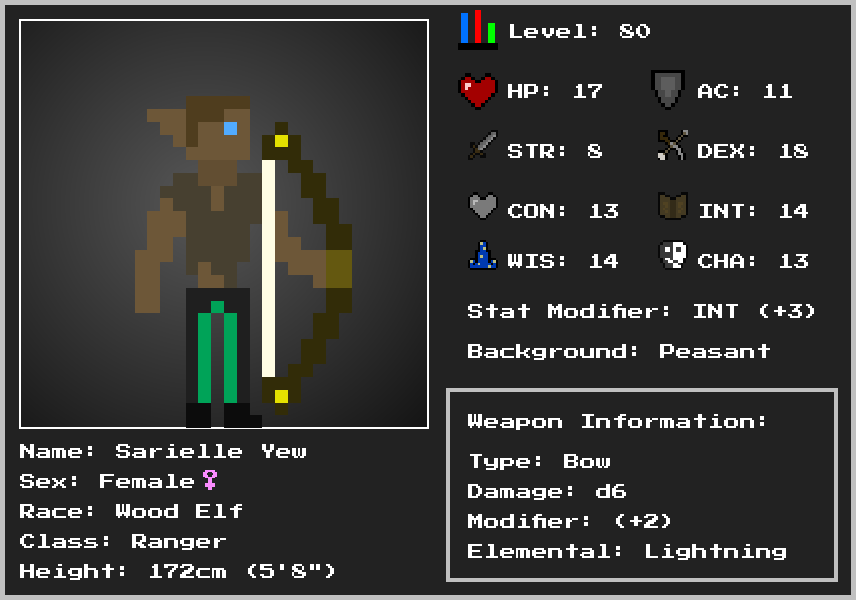 Level: 80
HP: 17
AC: 11
STR: 8
DEX: 18
CON: 13
INT: 14
WIS: 14
CHA: 13
Stat Modifier: INT (+3)
Background: Peasant
Name: Sarielle Yew
Sex: Female♀
Race: Wood Elf
Class: Ranger
Height: 172cm (5'8")
Weapon Information:
Type: Bow
Damage: d6
Modifier: (+2)
Elemental: Lightning